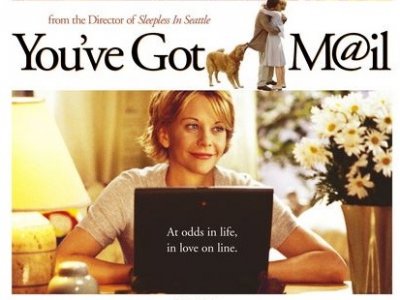 from the Director of Sleepless In Seattle
You've Got M@il
At odds in life,
in love on line.